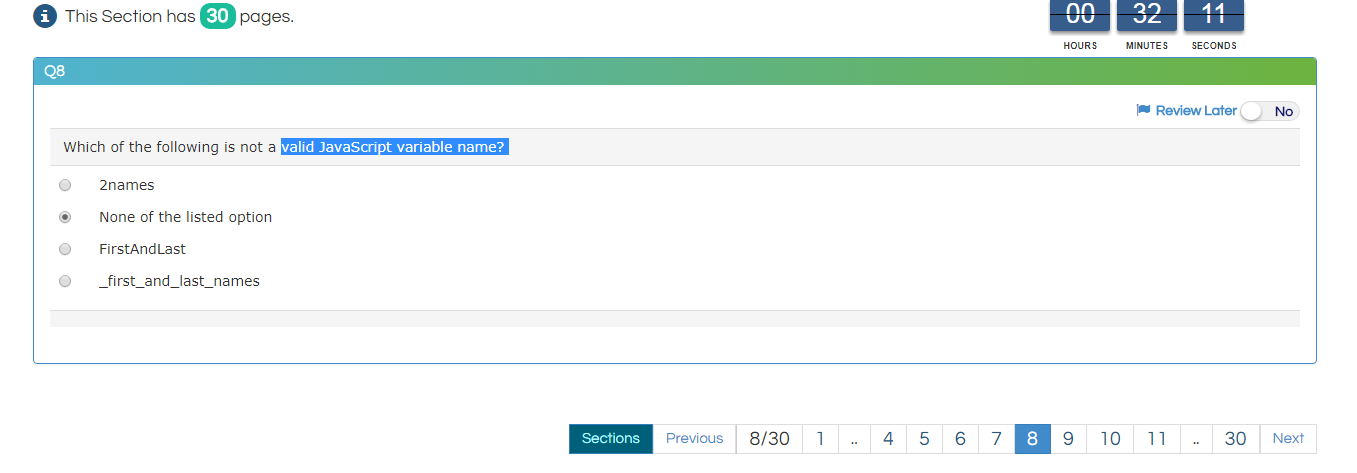 This Section has 30 pages.
00 32 11
HOURS MINUTES SECONDS
Q8
Review Later No
Which of the following is not a valid JavaScript variable name?
2names
None of the listed option
FirstAndLast
_first_and_last_names
Sections Previous 8/30 1 .. 4 5 6 7 8 9 10 11 .. 30 Next